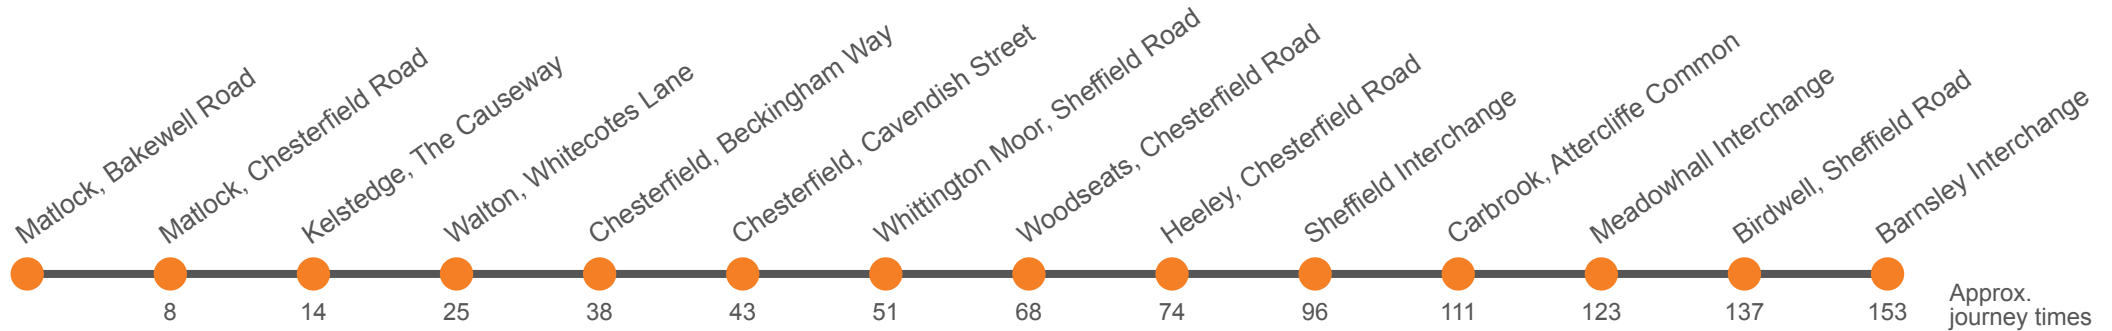 Matlock, Bakewell Road
Matlock, Chesterfield Road
Kelstedge, The Causeway
Walton, Whitecotes Lane
Chesterfield, Beckingham Way
Chesterfield, Cavendish Street
Whittington Moor, Sheffield Road
Woodseats, Chesterfield Road
Heeley, Chesterfield Road
Sheffield Interchange
Carbrook, Attercliffe Common
Meadowhall Interchange
Birdwell, Sheffield Road
Barnsley Interchange
8 14 25 38 43 51 68 74 96 111 123 137 153
Approx.
journey times